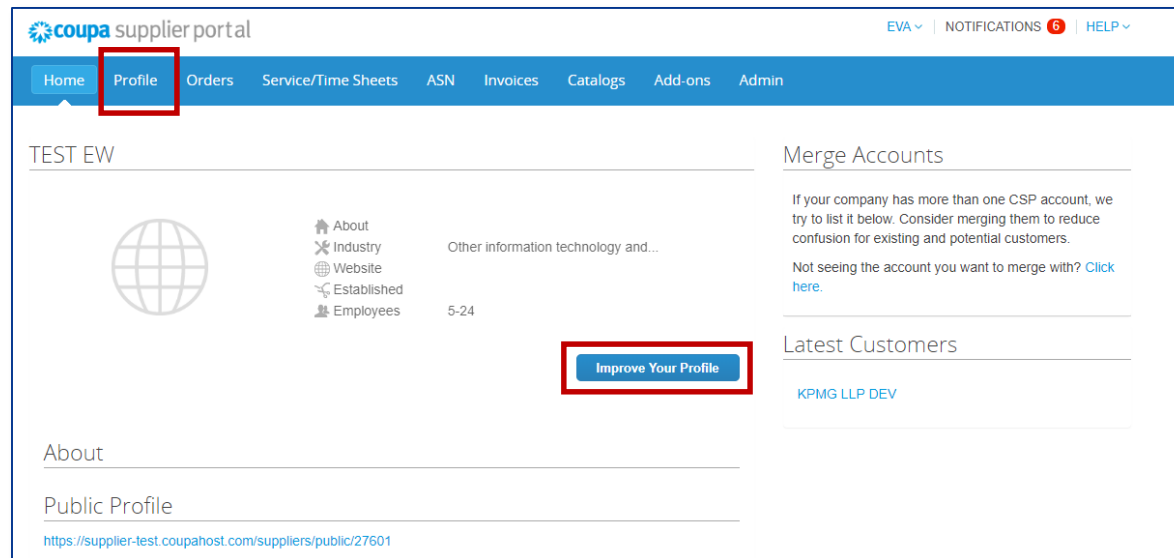 coupa supplier portal
EVA NOTIFICATIONS 6 HELP
Home Profile Orders Service/Time Sheets ASN Invoices Catalogs Add-ons Admin
TEST EW
About
Industry Other information technology and...
Website
Established
Employees 5-24
Improve Your Profile
About
Public Profile
https://supplier-test.coupahost.com/suppliers/public/27601
Merge Accounts
If your company has more than one CSP account, we
try to list it below. Consider merging them to reduce
confusion for existing and potential customers.
Not seeing the account you want to merge with? Click
here.
Latest Customers
KPMG LLP DEV